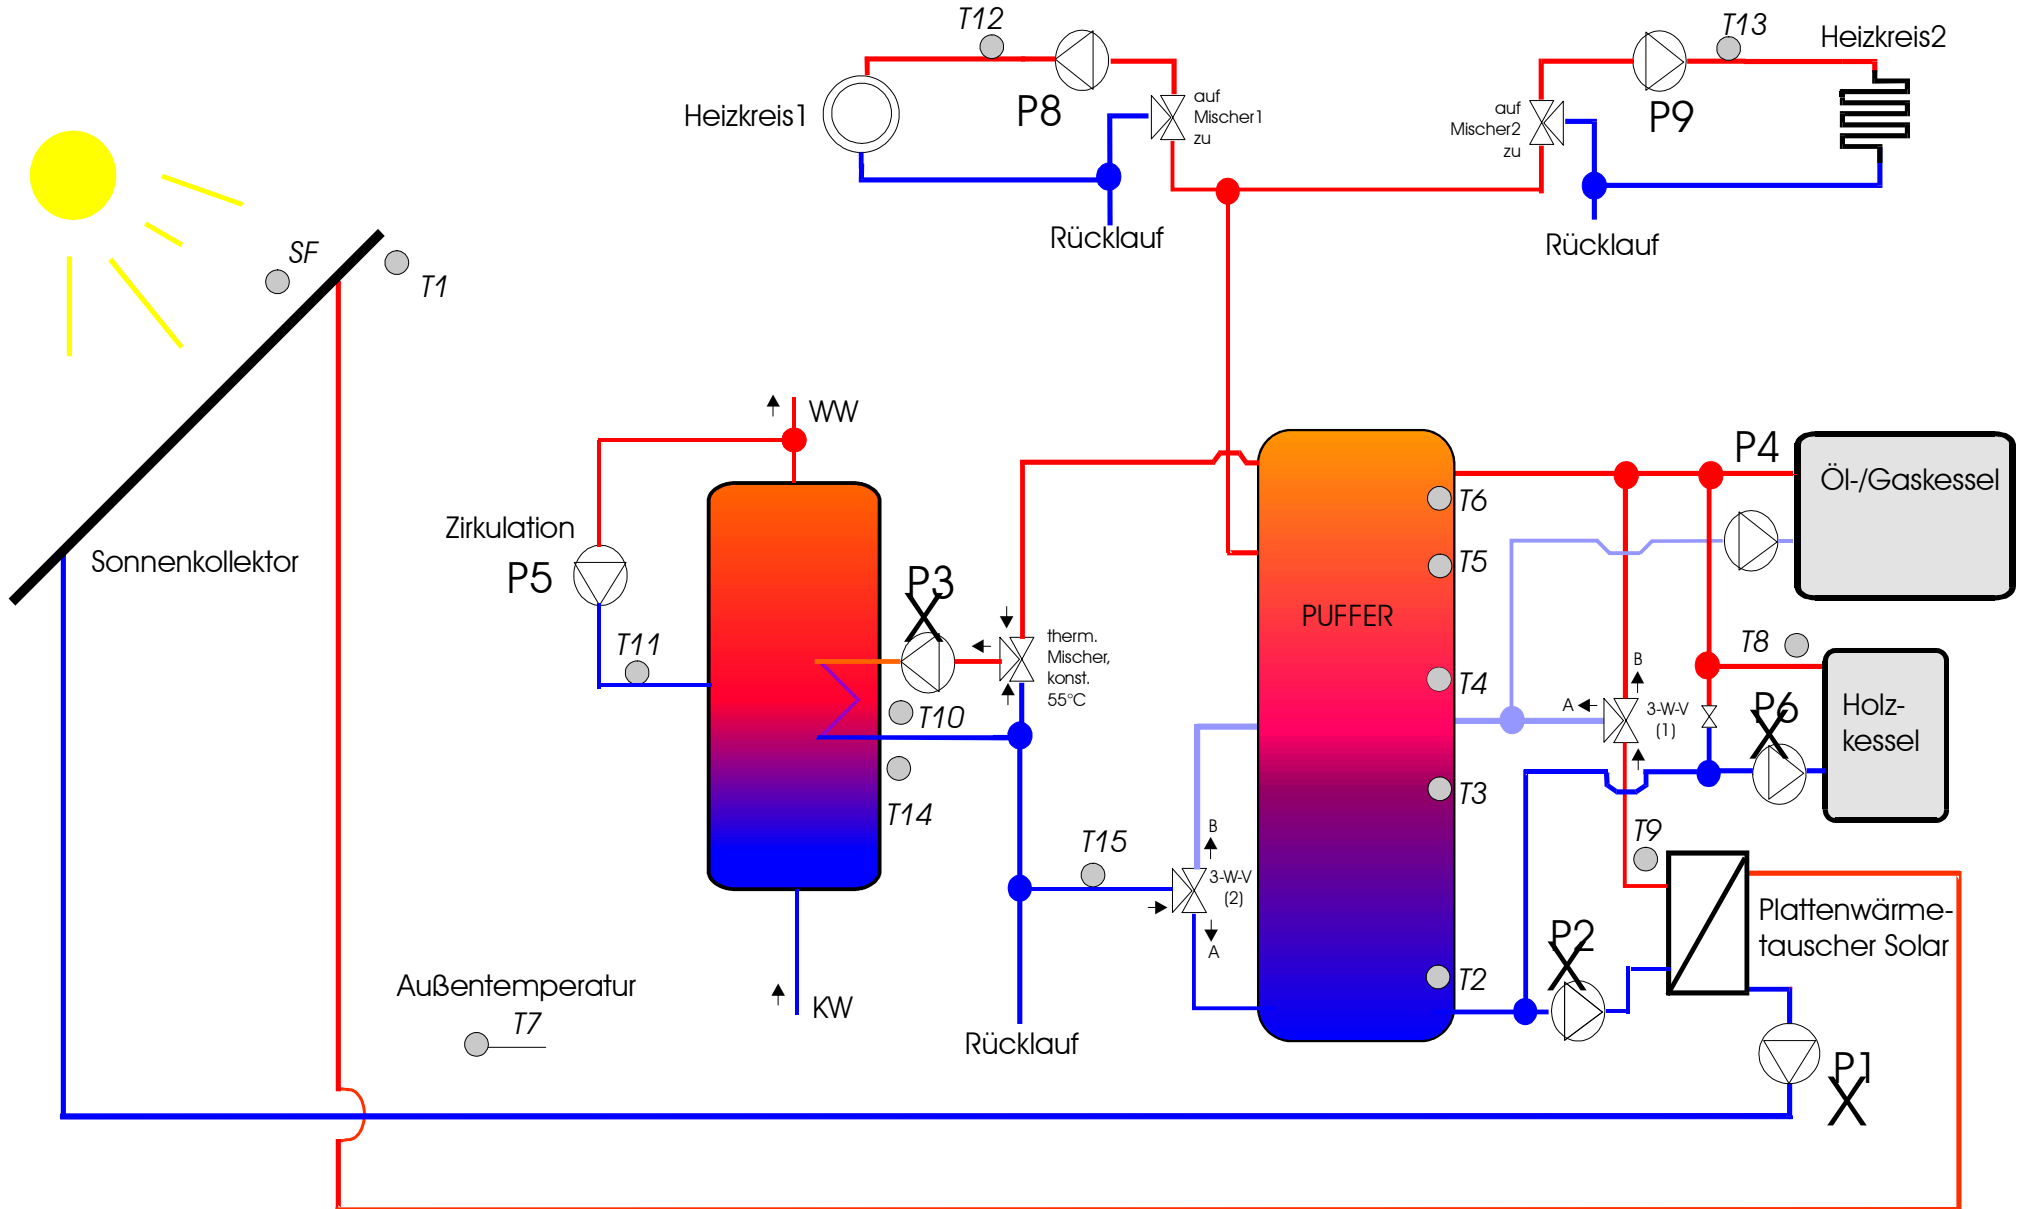 T12
T13
Heizkreis2
P8
auf
Mischer1
zu
Heizkreis1
auf
Mischer2
zu
P9
Rücklauf
Rücklauf
SF
T1
WW
P4
Öl-/Gaskessel
T6
Zirkulation
P5
Sonnenkollektor
P3
T5
PUFFER
T11
therm.
Mischer,
konst.
55°C
T8
T4
B
A
3-W-V
(1)
P6
Holz-
kessel
T10
T14
T3
T15
B
3-W-V
(2)
A
T9
Plattenwärme-
tauscher Solar
P2
T2
Außentemperatur
T7
KW
Rücklauf
P1